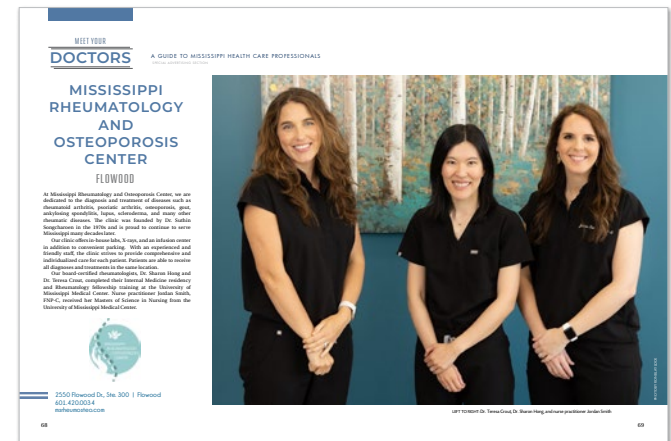 MEET YOUR
DOCTORS
A GUIDE TO MISSISSIPPI HEALTH CARE PROFESSIONALS
MISSISSIPPI
RHEUMATOLOGY
AND
OSTEOPOROSIS
CENTER
FLOWOOD
At Mississippi Rheumatology and Osteoporosis Center, we are
dedicated to the diagnosis and treatment of diseases such as
rheumatoid arthritis, psoriatic arthritis, osteoporosis, gout,
ankylosing spondylitis, lupus, scleroderma, and many other
rheumatic diseases. The clinic was founded by Dr. Suthin
Songcharoen in the 1970s and is proud to continue to serve
Mississippi many decades later.
Our clinic offers in-house labs, X-rays, and an infusion center
in addition to convenient parking. With an experienced and
friendly staff, the clinic strives to provide comprehensive and
individualized care for each patient. Patients are able to receive
all diagnoses and treatments in the same location.
Our board-certified rheumatologists, Dr. Sharon Hong and
Dr. Teresa Crout, completed their Internal Medicine residency
and Rheumatology fellowship training at the University of
Mississippi Medical Center. Nurse practitioner Jordan Smith,
FNP-C, received her Masters of Science in Nursing from the
University of Mississippi Medical Center.
2550 Flowood Dr., Ste. 300 | Flowood
601.420.0034
msrheumosteo.com
LEFT TO RIGHT: Dr. Teresa Crout, Dr. Sharon Hong, and nurse practitioner Jordan Smith
68
69